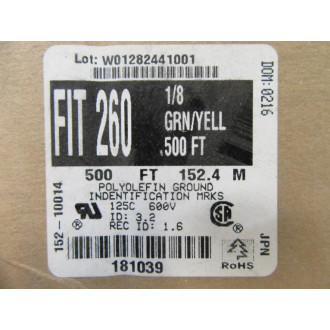 Lot: W01282441001
FIT 260
1/8
GRN/YELL
.500 FT
DOM: 0216
500 FT 152.4 M
POLYOLEFIN GROUND
INDENTIFICATION MRKS
125C 600V
ID: 3.2
REC ID: 1.6
152-10014
181039
RoHS
JPN